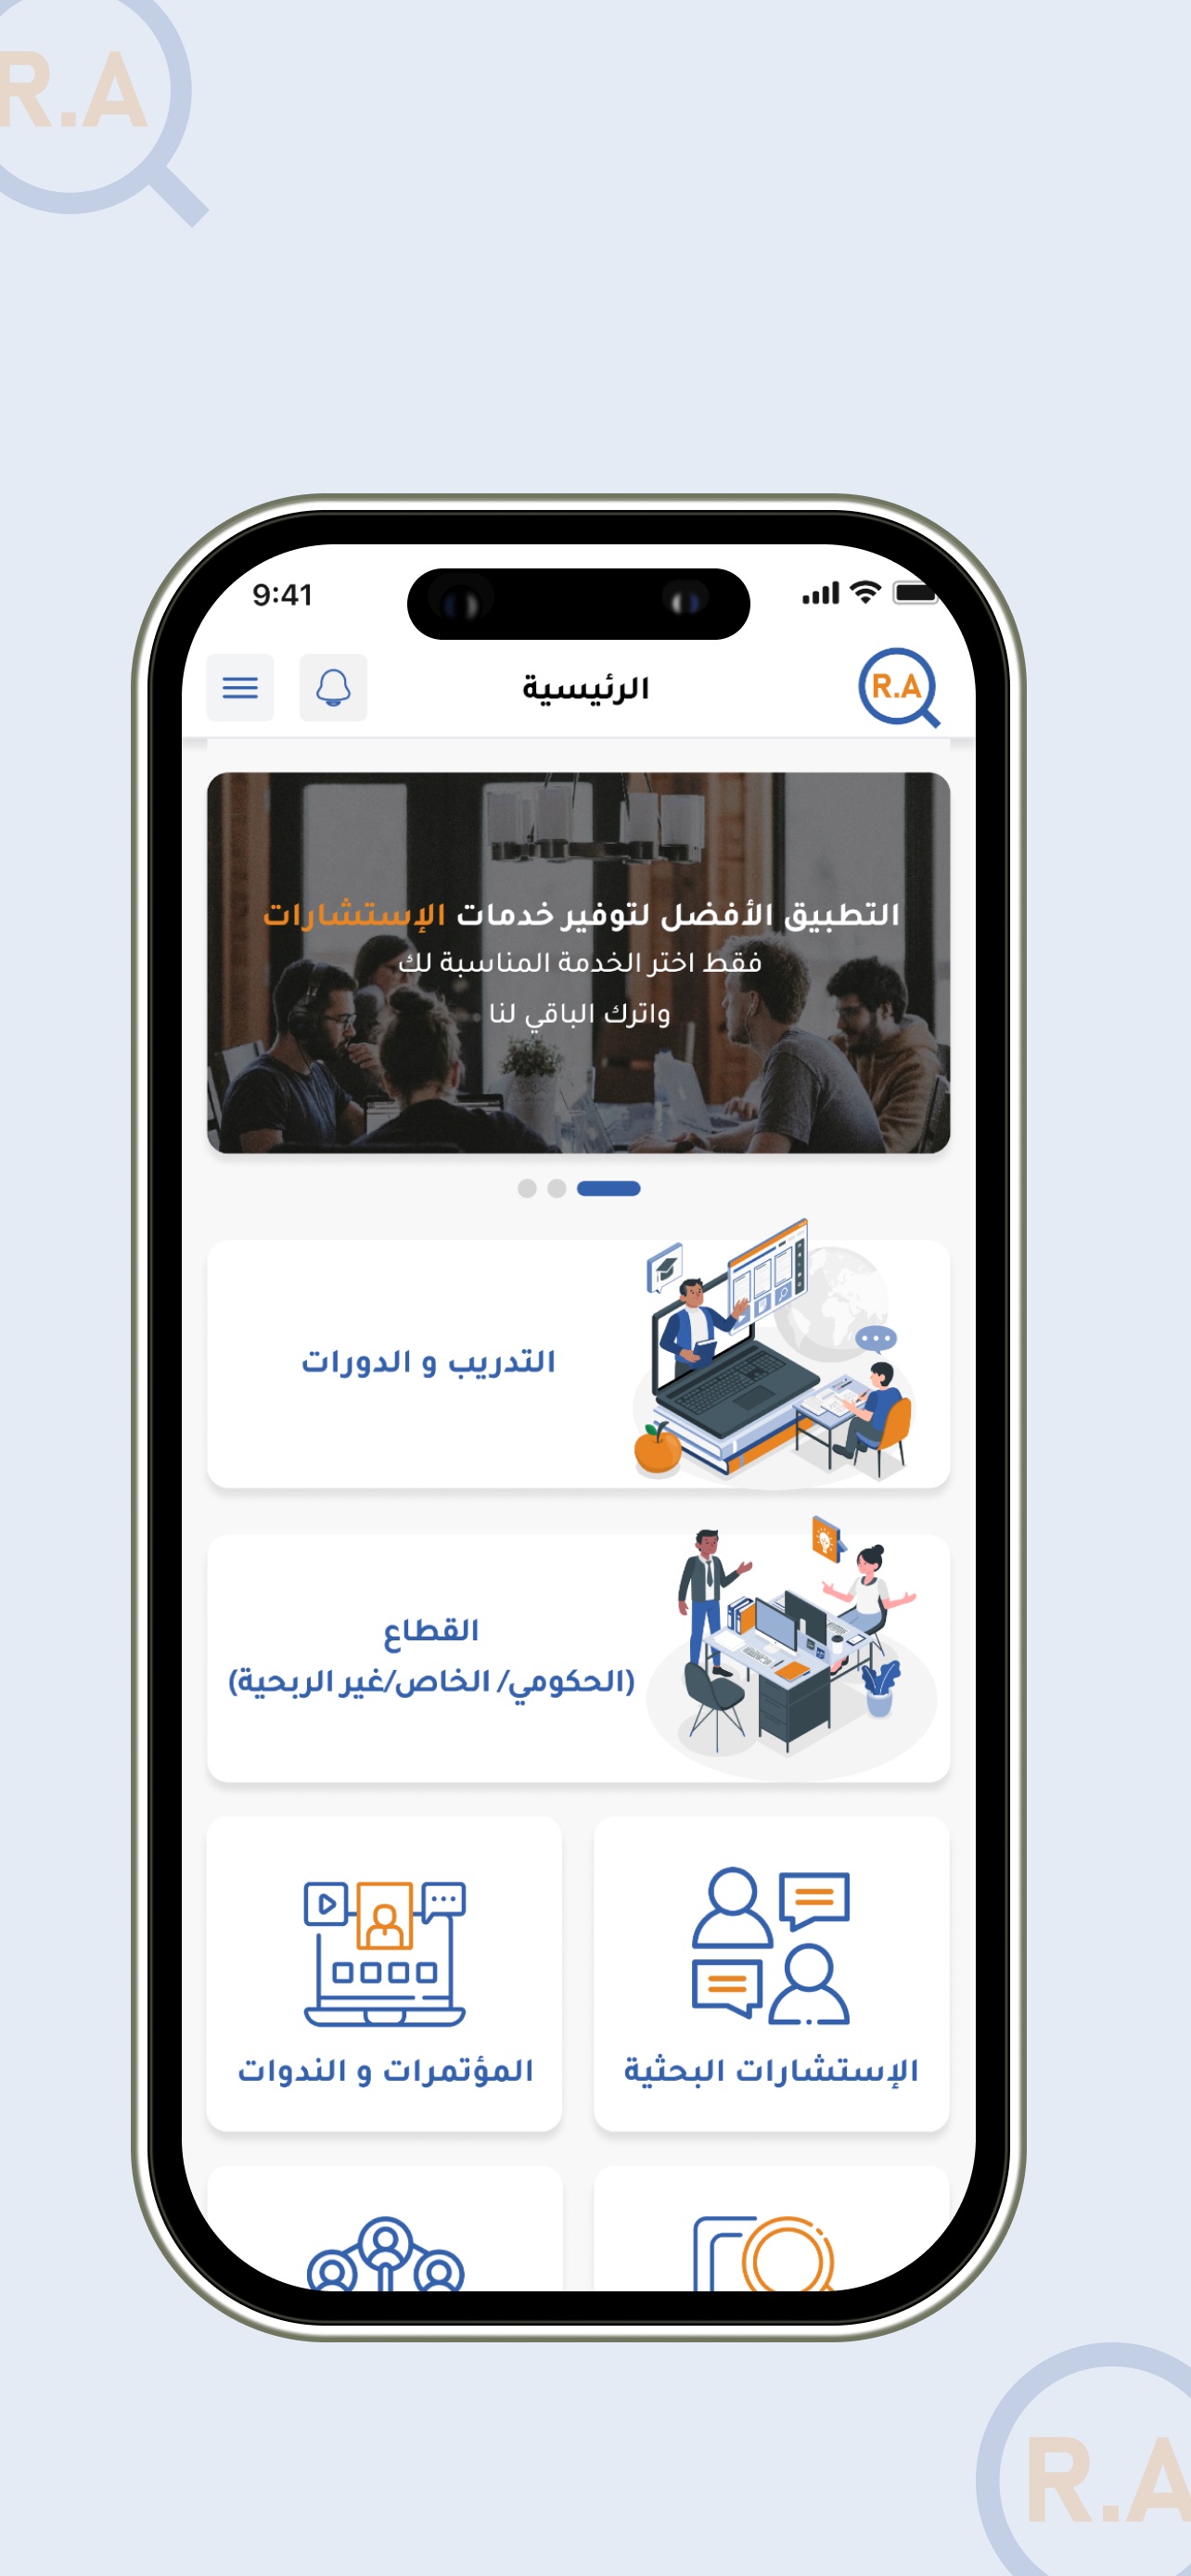 R.A
9:41
R.A
الرئيسية
التطبيق الأفضل لتوفير خدمات الإستشارات
فقط اختر الخدمة المناسبة لك
واترك الباقي لنا
التدريب و الدورات
القطاع
(الحكومي/ الخاص/غير الربحية)
الإستشارات البحثية
المؤتمرات و الندوات
R.A